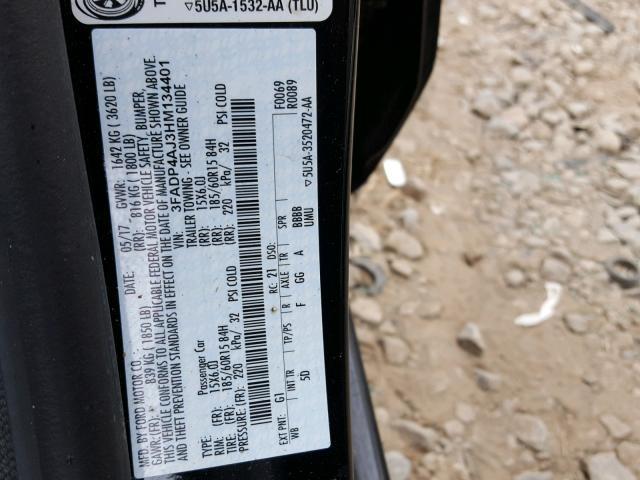 5U5A-1532-AA (TLU)
MFD. BY FORD MOTOR CO.
DATE: 05/17 GVWR: 1642 KG ( 3620 LB)
GAWR:(FR): 839 KG ( 1850 LB) (RR): 816 KG ( 1800 LB)
THIS VEHICLE CONFORMS TO ALL APPLICABLE FEDERAL MOTOR VEHICLE SAFETY, BUMPER,
AND THEFT PREVENTION STANDARDS IN EFFECT ON THE DATE OF MANUFACTURE SHOWN ABOVE.
VIN: 3FADP4AJ3HM134401
TYPE: Passenger Car TRAILER TOWING - SEE OWNER GUIDE
RIM: (FR): 15X6.0J (RR): 15X6.0J
TIRE: (FR): 185/60R15 84H (RR): 185/60R15 84H
PRES: (FR): 220 kPa/ 32 PSI COLD (RR): 220 kPa/ 32 PSI COLD
RC: 21 DSO: F0069
EXT PNT: G1 R0089
WB INT TR TP/PS R AXLE TR SPR BBBB
5D F GG A UMU
5U5A-3520472-AA